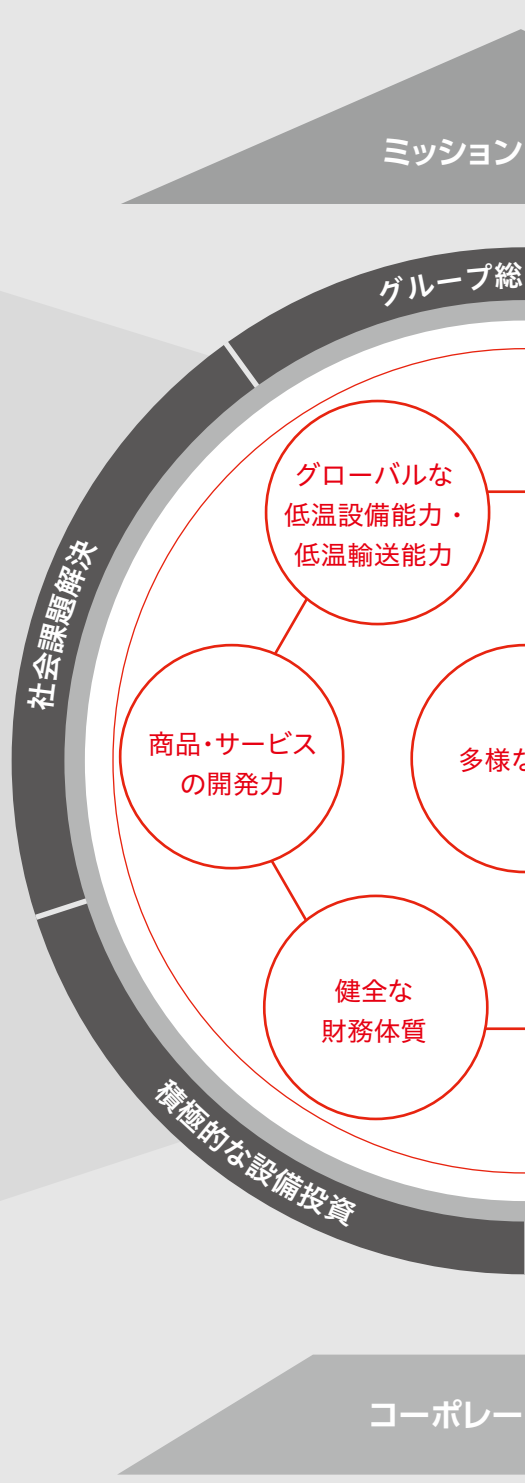 ミッション
グループ総
グローバルな
低温設備能力・
低温輸送能力
社会課題解決
商品・サービス
の開発力
多様な
健全な
財務体質
積極的な設備投資
コーポレー